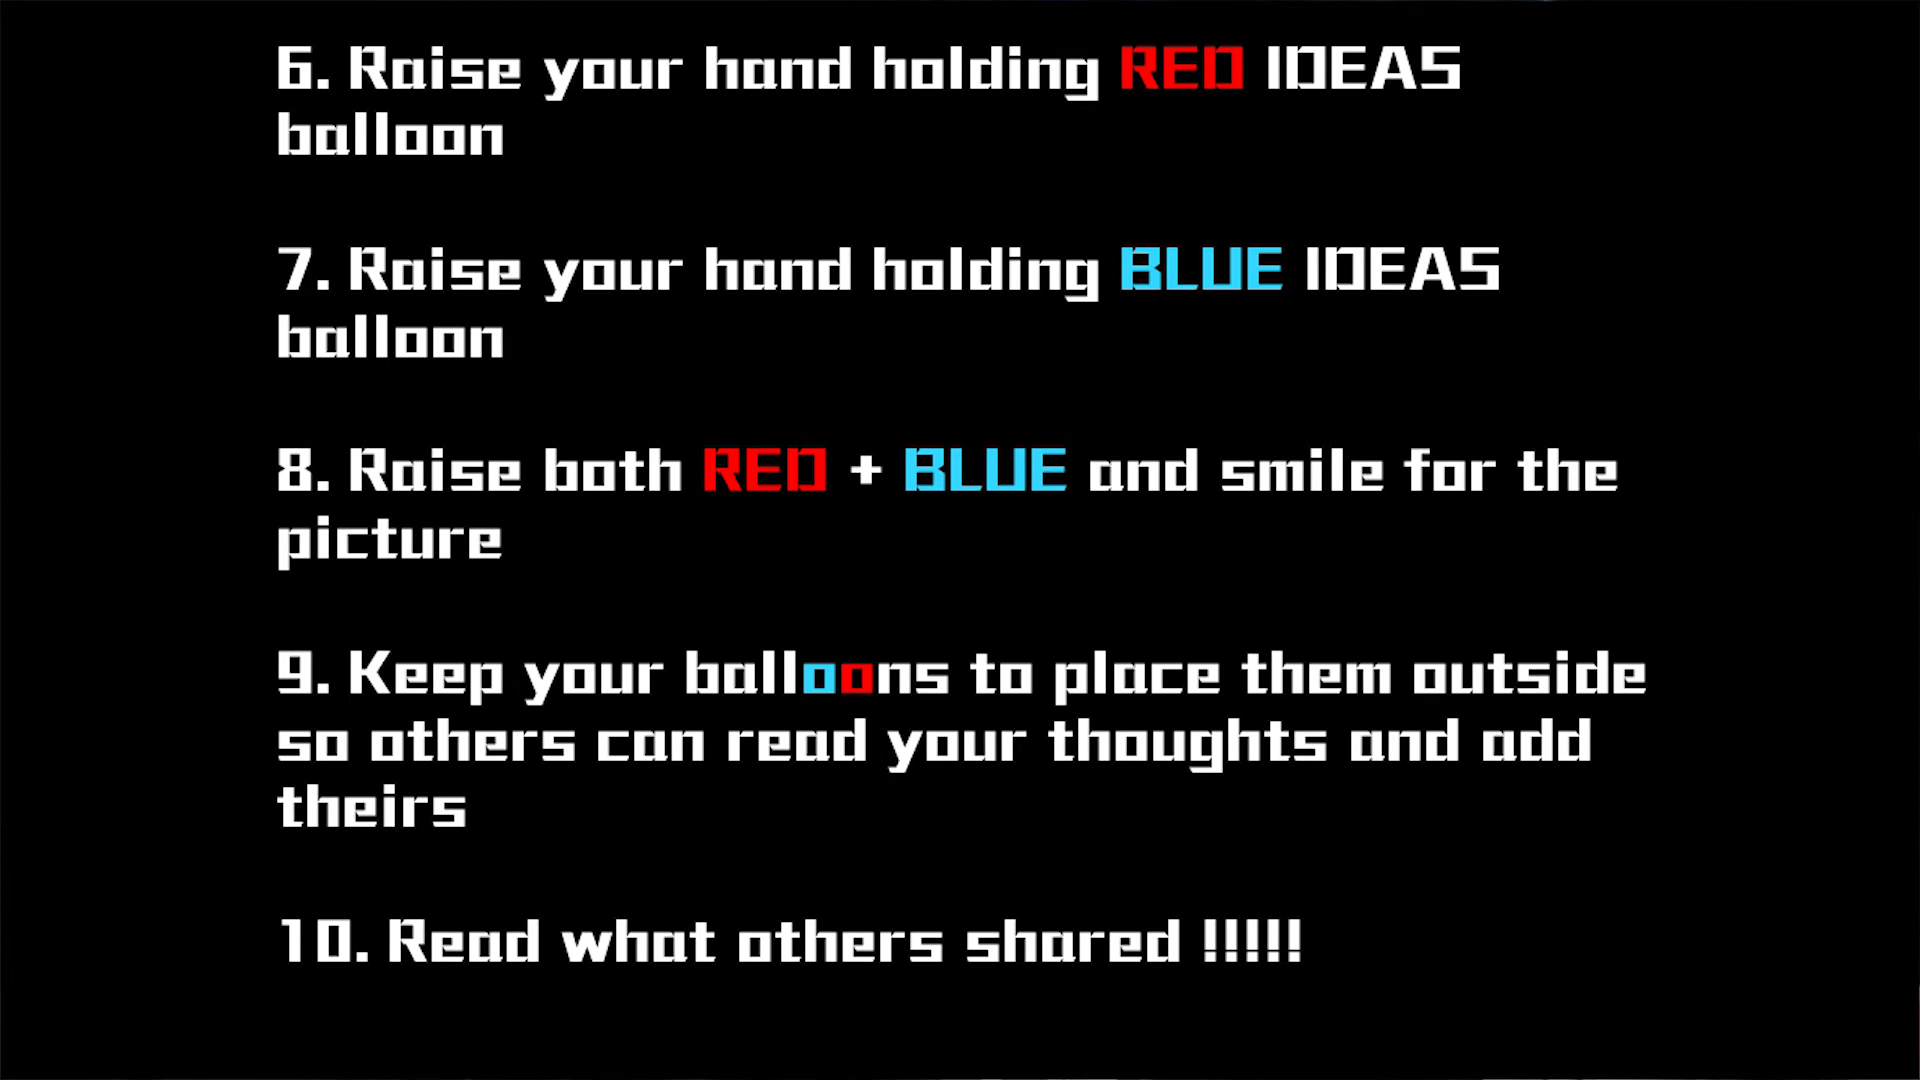 6. Raise your hand holding RED IDEAS
balloon
7. Raise your hand holding BLUE IDEAS
balloon
8. Raise both RED + BLUE and smile for the
picture
9. Keep your balloons to place them outside
so others can read your thoughts and add
theirs
10. Read what others shared !!!!!